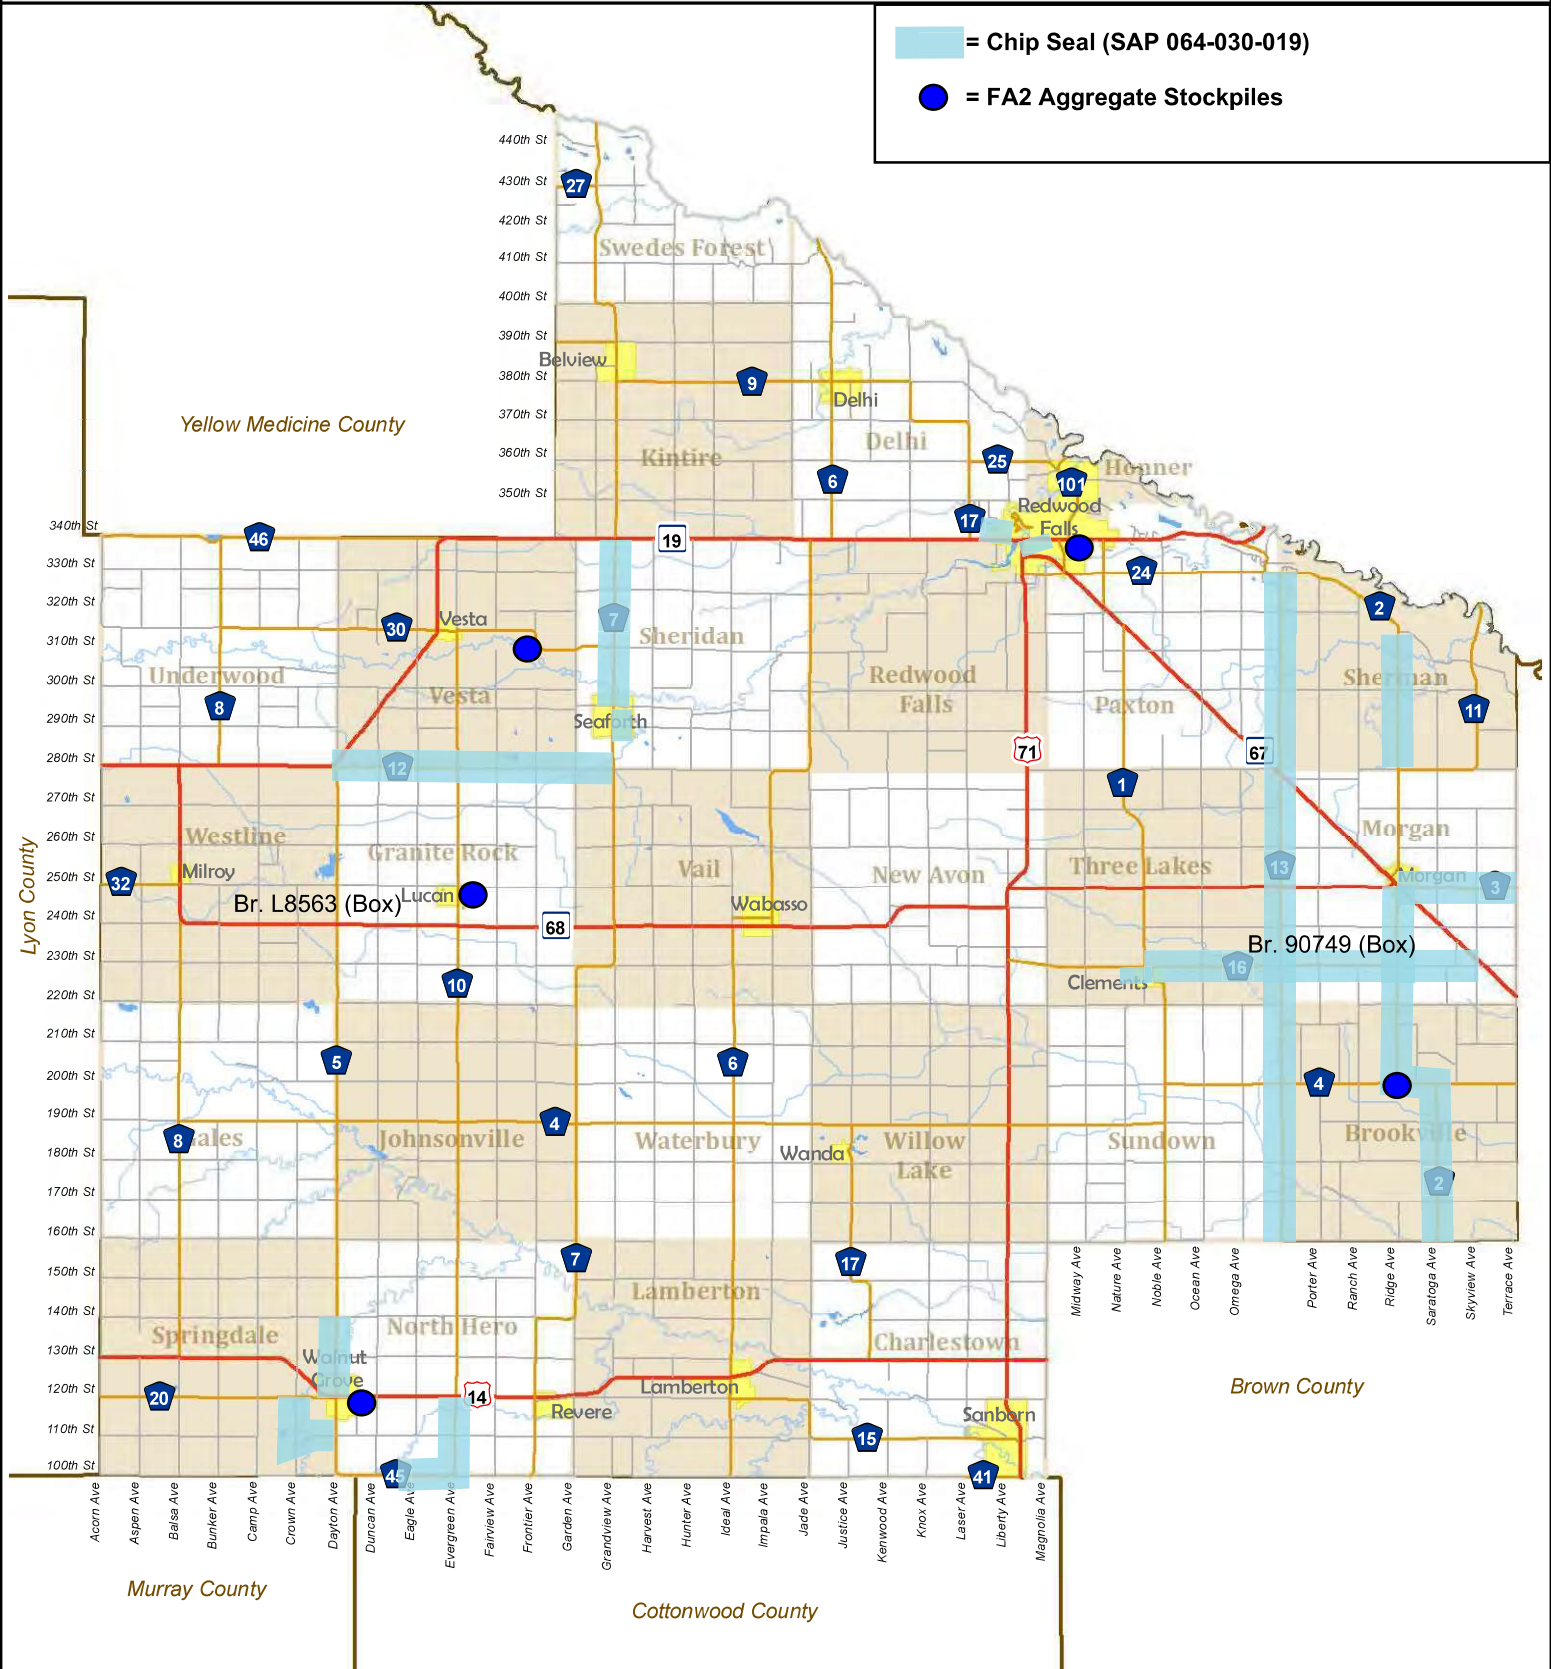 = Chip Seal (SAP 064-030-019)
= FA2 Aggregate Stockpiles
440th St
430th St
27
420th St
Swedes Forest
410th St
400th St
390th St
Belview
380th St
9
Delhi
370th St
Yellow Medicine County
Delhi
360th St
Kintire
25
Honner
6
101
350th St
Redwood
Falls
17
340th St
46
19
330th St
24
320th St
2
30
Vesta
7
310th St
Sheridan
Underwood
300th St
Vesta
Redwood
Falls
Paxton
Sherman
8
11
290th St
Seaforth
280th St
12
71
67
270th St
1
260th St
Westline
Granite Rock
Morgan
Lyon County
250th St
32
Milroy
Vail
New Avon
Three Lakes
13
Morgan
3
240th St
Br. L8563 (Box)
Lucan
Wabasso
68
230th St
Br. 90749 (Box)
16
10
Clements
220th St
210th St
5
6
200th St
4
190th St
8
Gales
Johnsonville
4
Waterbury
Wanda
Willow
Lake
Sundown
Brookville
180th St
2
170th St
160th St
7
17
150th St
Midway Ave
Nature Ave
Noble Ave
Ocean Ave
Omega Ave
Porter Ave
Ranch Ave
Ridge Ave
Saratoga Ave
Skyview Ave
Terrace Ave
Lamberton
140th St
Springdale
North Hero
Charlestown
130th St
Walnut
Grove
120th St
20
14
Lamberton
Brown County
Revere
Sanborn
110th St
15
100th St
45
41
Acorn Ave
Aspen Ave
Balsa Ave
Bunker Ave
Camp Ave
Crown Ave
Dayton Ave
Duncan Ave
Eagle Ave
Evergreen Ave
Fairview Ave
Frontier Ave
Garden Ave
Grandview Ave
Harvest Ave
Hunter Ave
Ideal Ave
Impala Ave
Jade Ave
Justice Ave
Kenwood Ave
Knox Ave
Laser Ave
Liberty Ave
Magnolia Ave
Murray County
Cottonwood County